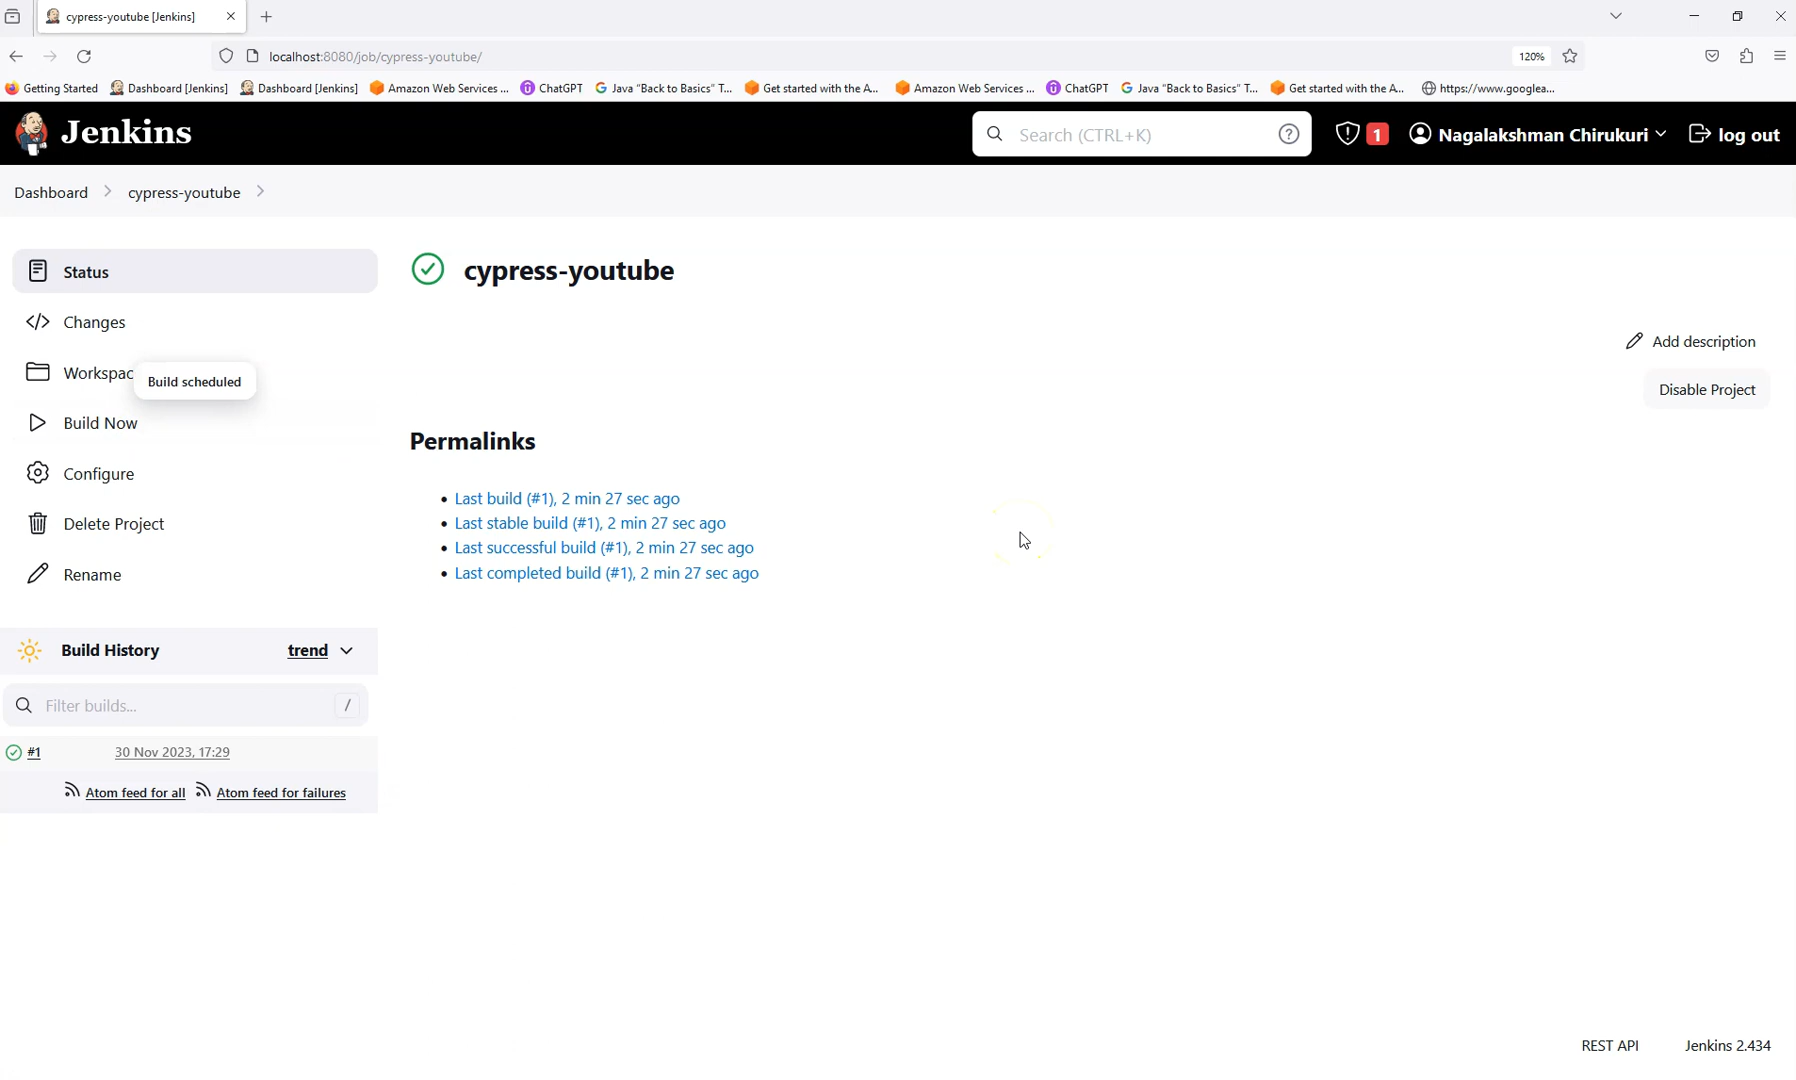 cypress-youtube [Jenkins]
localhost:8080/job/cypress-youtube/
120%
Getting Started
Dashboard [Jenkins]
Dashboard [Jenkins]
Amazon Web Services ...
ChatGPT
Java "Back to Basics" T...
Get started with the A...
Amazon Web Services ...
ChatGPT
Java "Back to Basics" T...
Get started with the A...
https://www.googlea...
Jenkins
Search (CTRL+K)
?
1
Nagalakshman Chirukuri
log out
Dashboard
cypress-youtube
Status
cypress-youtube
Changes
Add description
Workspac
Build scheduled
Disable Project
Build Now
Permalinks
Configure
Last build (#1), 2 min 27 sec ago
Last stable build (#1), 2 min 27 sec ago
Delete Project
Last successful build (#1), 2 min 27 sec ago
Last completed build (#1), 2 min 27 sec ago
Rename
Build History
trend
Filter builds...
/
#1
30 Nov 2023, 17:29
Atom feed for all
Atom feed for failures
REST API
Jenkins 2.434